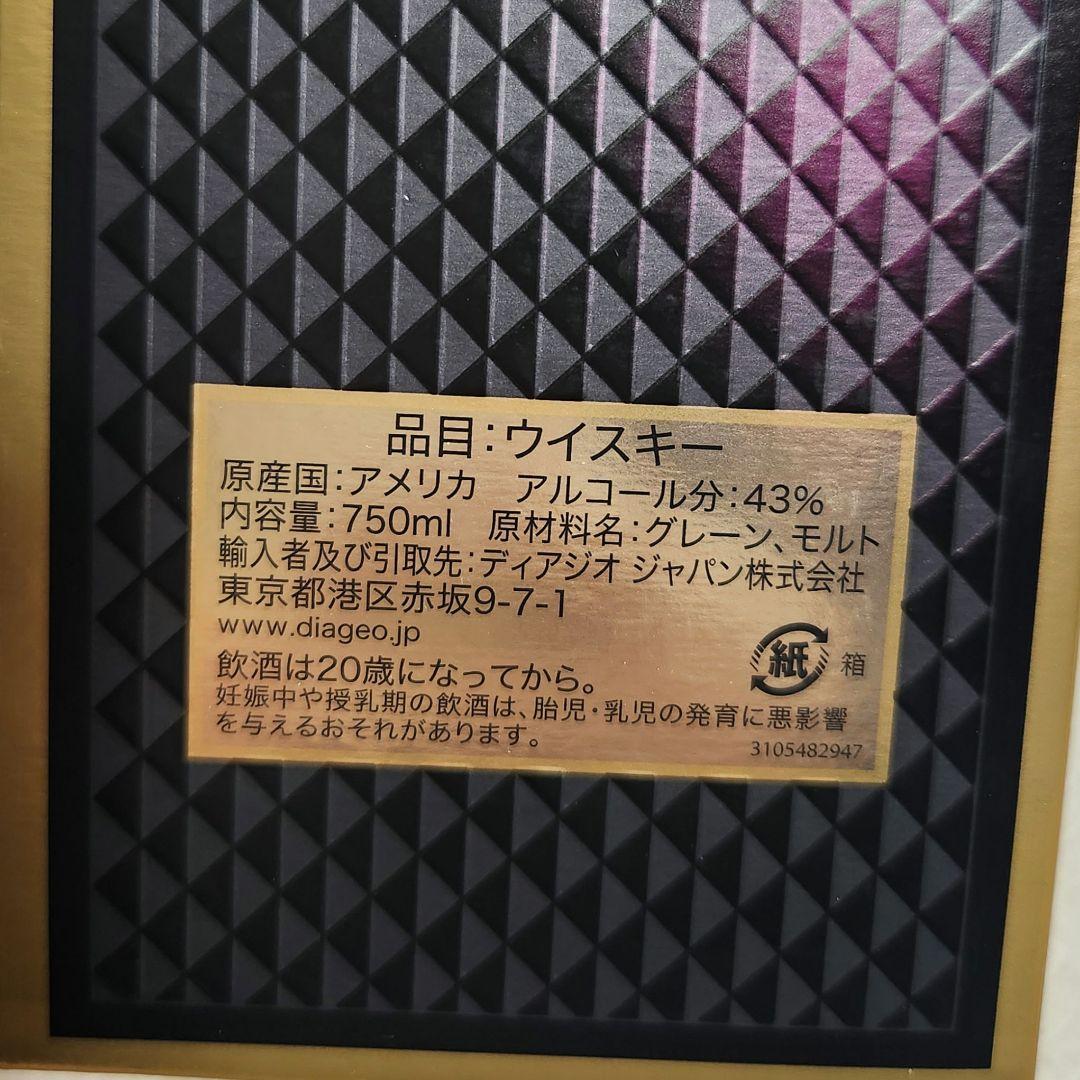 品目:ウイスキー
原産国:アメリカ　アルコール分:43%
内容量:750ml　原材料名:グレーン、モルト
輸入者及び引取先:ディアジオ ジャパン株式会社
東京都港区赤坂9-7-1
www.diageo.jp
紙 箱
飲酒は20歳になってから。
妊娠中や授乳期の飲酒は、胎児・乳児の発育に悪影響
を与えるおそれがあります。
3105482947